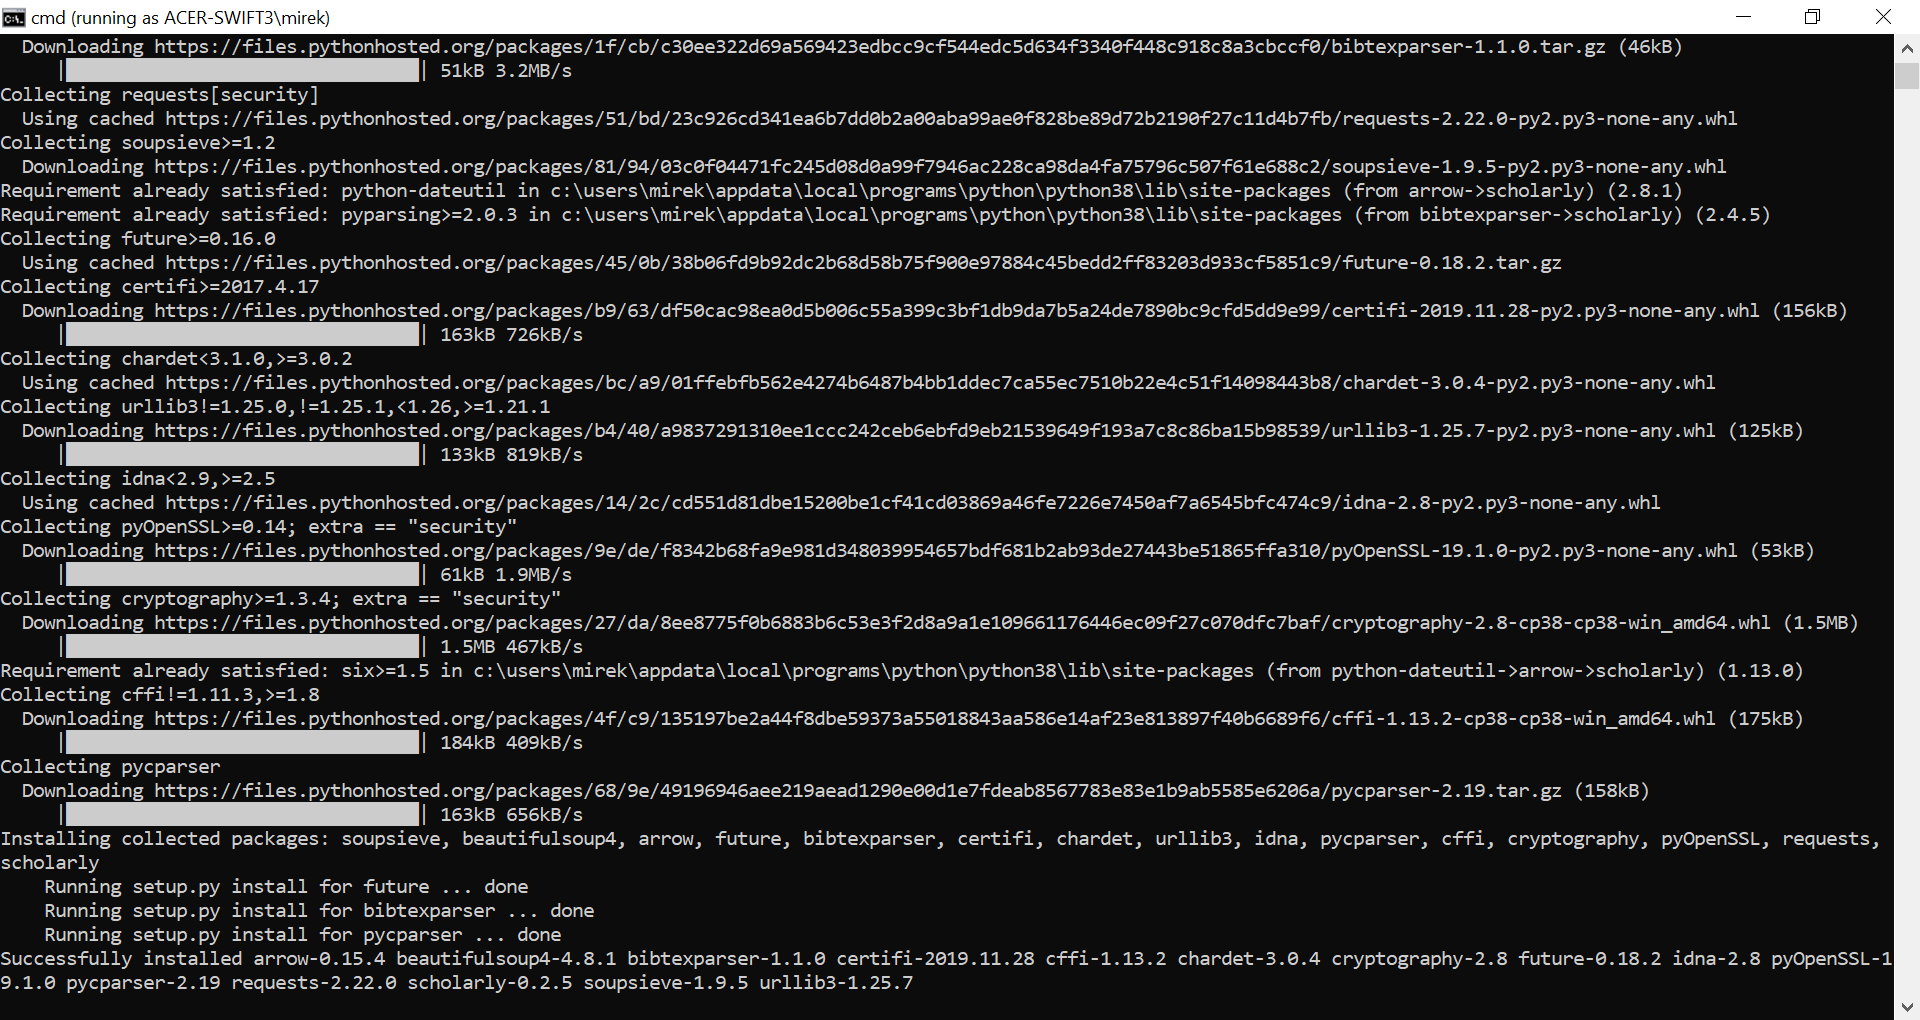 cmd (running as ACER-SWIFT3\mirek)
Downloading https://files.pythonhosted.org/packages/1f/cb/c30ee322d69a569423edbcc9cf544edc5d634f3340f448c918c8a3cbccf0/bibtexparser-1.1.0.tar.gz (46kB)
| | 51kB 3.2MB/s
Collecting requests[security]
Using cached https://files.pythonhosted.org/packages/51/bd/23c926cd341ea6b7dd0b2a00aba99ae0f828be89d72b2190f27c11d4b7fb/requests-2.22.0-py2.py3-none-any.whl
Collecting soupsieve>=1.2
Downloading https://files.pythonhosted.org/packages/81/94/03c0f04471fc245d08d0a99f7946ac228ca98da4fa75796c507f61e688c2/soupsieve-1.9.5-py2.py3-none-any.whl
Requirement already satisfied: python-dateutil in c:\users\mirek\appdata\local\programs\python\python38\lib\site-packages (from arrow->scholarly) (2.8.1)
Requirement already satisfied: pyparsing>=2.0.3 in c:\users\mirek\appdata\local\programs\python\python38\lib\site-packages (from bibtexparser->scholarly) (2.4.5)
Collecting future>=0.16.0
Using cached https://files.pythonhosted.org/packages/45/0b/38b06fd9b92dc2b68d58b75f900e97884c45bedd2ff83203d933cf5851c9/future-0.18.2.tar.gz
Collecting certifi>=2017.4.17
Downloading https://files.pythonhosted.org/packages/b9/63/df50cac98ea0d5b006c55a399c3bf1db9da7b5a24de7890bc9cfd5dd9e99/certifi-2019.11.28-py2.py3-none-any.whl (156kB)
| | 163kB 726kB/s
Collecting chardet<3.1.0,>=3.0.2
Using cached https://files.pythonhosted.org/packages/bc/a9/01ffebfb562e4274b6487b4bb1ddec7ca55ec7510b22e4c51f14098443b8/chardet-3.0.4-py2.py3-none-any.whl
Collecting urllib3!=1.25.0,!=1.25.1,<1.26,>=1.21.1
Downloading https://files.pythonhosted.org/packages/b4/40/a9837291310ee1ccc242ceb6ebfd9eb21539649f193a7c8c86ba15b98539/urllib3-1.25.7-py2.py3-none-any.whl (125kB)
| | 133kB 819kB/s
Collecting idna<2.9,>=2.5
Using cached https://files.pythonhosted.org/packages/14/2c/cd551d81dbe15200be1cf41cd03869a46fe7226e7450af7a6545bfc474c9/idna-2.8-py2.py3-none-any.whl
Collecting pyOpenSSL>=0.14; extra == "security"
Downloading https://files.pythonhosted.org/packages/9e/de/f8342b68fa9e981d348039954657bdf681b2ab93de27443be51865ffa310/pyOpenSSL-19.1.0-py2.py3-none-any.whl (53kB)
| | 61kB 1.9MB/s
Collecting cryptography>=1.3.4; extra == "security"
Downloading https://files.pythonhosted.org/packages/27/da/8ee8775f0b6883b6c53e3f2d8a9a1e109661176446ec09f27c070dfc7baf/cryptography-2.8-cp38-cp38-win_amd64.whl (1.5MB)
| | 1.5MB 467kB/s
Requirement already satisfied: six>=1.5 in c:\users\mirek\appdata\local\programs\python\python38\lib\site-packages (from python-dateutil->arrow->scholarly) (1.13.0)
Collecting cffi!=1.11.3,>=1.8
Downloading https://files.pythonhosted.org/packages/4f/c9/135197be2a44f8dbe59373a55018843aa586e14af23e813897f40b6689f6/cffi-1.13.2-cp38-cp38-win_amd64.whl (175kB)
| | 184kB 409kB/s
Collecting pycparser
Downloading https://files.pythonhosted.org/packages/68/9e/49196946aee219aead1290e00d1e7fdeab8567783e83e1b9ab5585e6206a/pycparser-2.19.tar.gz (158kB)
| | 163kB 656kB/s
Installing collected packages: soupsieve, beautifulsoup4, arrow, future, bibtexparser, certifi, chardet, urllib3, idna, pycparser, cffi, cryptography, pyOpenSSL, requests,
scholarly
Running setup.py install for future ... done
Running setup.py install for bibtexparser ... done
Running setup.py install for pycparser ... done
Successfully installed arrow-0.15.4 beautifulsoup4-4.8.1 bibtexparser-1.1.0 certifi-2019.11.28 cffi-1.13.2 chardet-3.0.4 cryptography-2.8 future-0.18.2 idna-2.8 pyOpenSSL-1
9.1.0 pycparser-2.19 requests-2.22.0 scholarly-0.2.5 soupsieve-1.9.5 urllib3-1.25.7